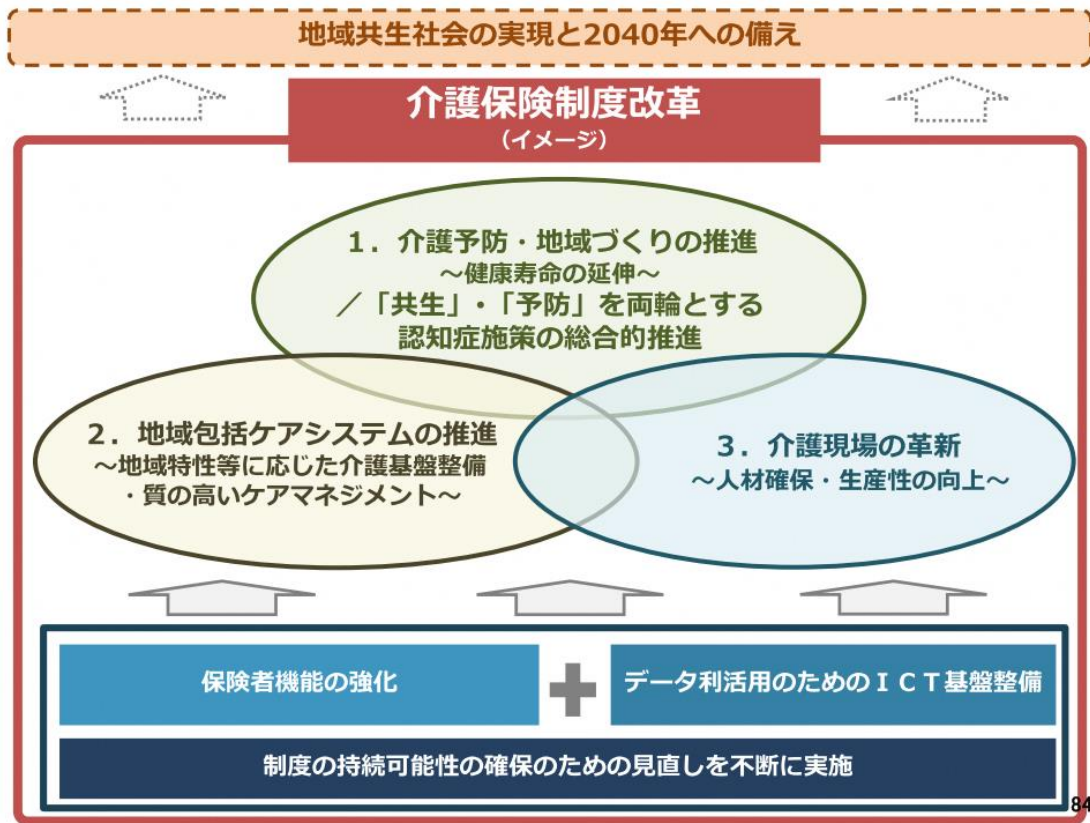 地域共生社会の実現と2040年への備え
介護保険制度改革
（イメージ）
1．介護予防・地域づくりの推進
～健康寿命の延伸～
／「共生」・「予防」を両輪とする
認知症施策の総合的推進
2．地域包括ケアシステムの推進
～地域特性等に応じた介護基盤整備
・質の高いケアマネジメント～
3．介護現場の革新
～人材確保・生産性の向上～
保険者機能の強化
データ利活用のためのＩＣＴ基盤整備
制度の持続可能性の確保のための見直しを不断に実施
84